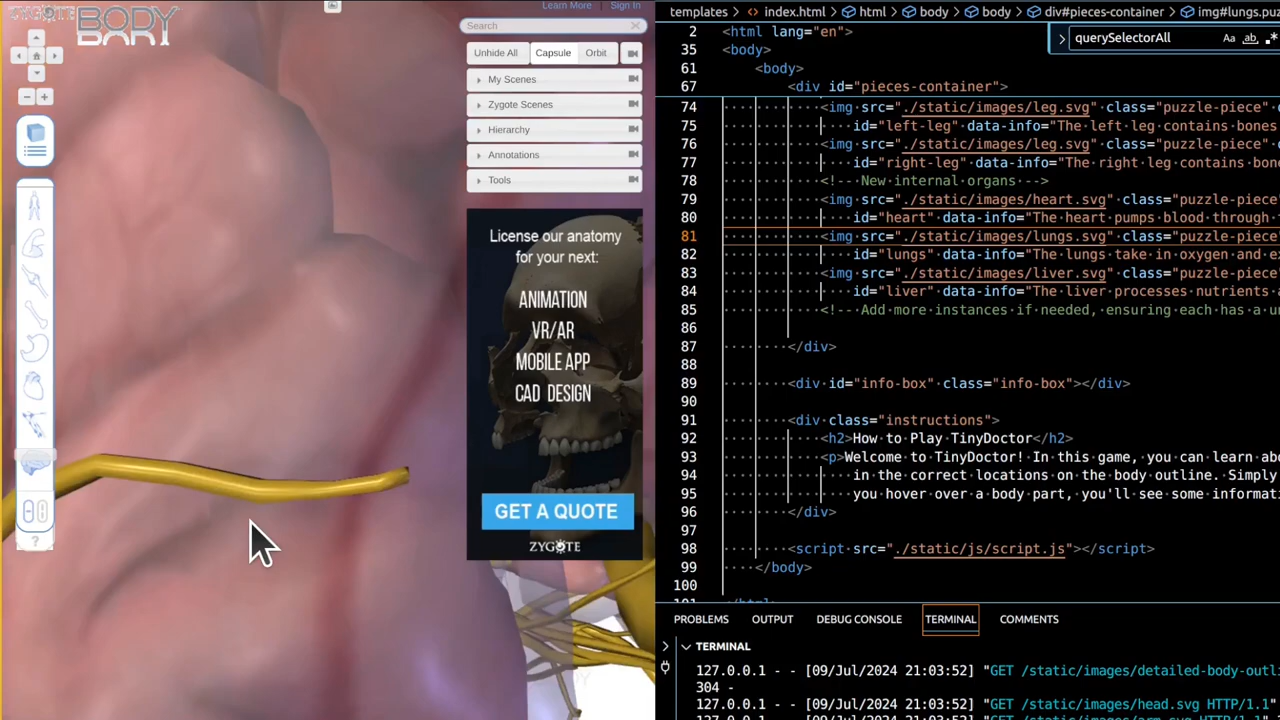 ZYGOTE BODY
Learn More Sign In
Search
Unhide All Capsule Orbit
My Scenes
Zygote Scenes
Hierarchy
Annotations
Tools
License our anatomy
for your next:
ANIMATION
VR/AR
MOBILE APP
CAD DESIGN
GET A QUOTE
ZYGOTE
?
templates > <> index.html > html > body > body > div#pieces-container > img#lungs.puz
querySelectorAll
Aa ab .*
2 <html lang="en">
35 <body>
61 <body>
67 <div id="pieces-container">
74 <img src="./static/images/leg.svg" class="puzzle-piece"
75 id="left-leg" data-info="The left leg contains bones
76 <img src="./static/images/leg.svg" class="puzzle-piece"
77 id="right-leg" data-info="The right leg contains bon
78 <!-- New internal organs -->
79 <img src="./static/images/heart.svg" class="puzzle-piece
80 id="heart" data-info="The heart pumps blood through
81 <img src="./static/images/lungs.svg" class="puzzle-piece
82 id="lungs" data-info="The lungs take in oxygen and e
83 <img src="./static/images/liver.svg" class="puzzle-piece
84 id="liver" data-info="The liver processes nutrients a
85 <!-- Add more instances if needed, ensuring each has a u
86
87 </div>
88
89 <div id="info-box" class="info-box"></div>
90
91 <div class="instructions">
92 <h2>How to Play TinyDoctor</h2>
93 <p>Welcome to TinyDoctor! In this game, you can learn ab
94 in the correct locations on the body outline. Simply
95 you hover over a body part, you'll see some informat
96 </div>
97
98 <script src="./static/js/script.js"></script>
99 </body>
100
PROBLEMS OUTPUT DEBUG CONSOLE TERMINAL COMMENTS
TERMINAL
127.0.0.1 - - [09/Jul/2024 21:03:52] "GET /static/images/detailed-body-outli
304 -
127.0.0.1 - - [09/Jul/2024 21:03:52] "GET /static/images/head.svg HTTP/1.1"